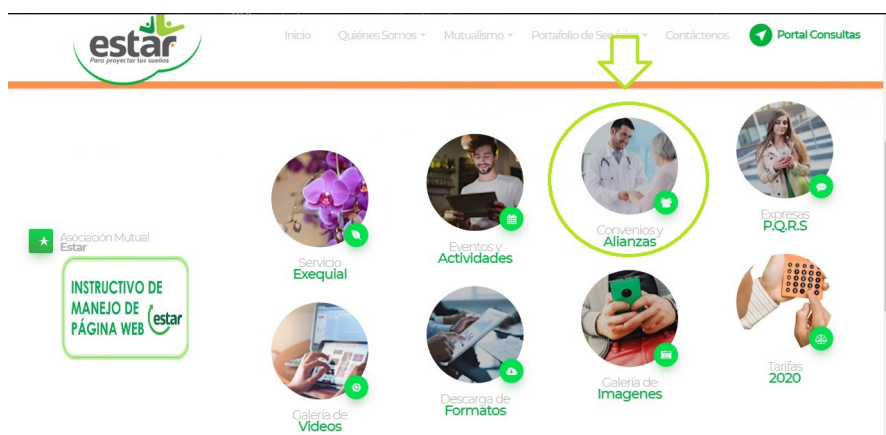 estar
Para proyectar tus sueños
Inicio
Quiénes Somos
Mutualismo
Portafolio de Servicios
Contáctenos
Portal Consultas
Asociación Mutual
Estar
INSTRUCTIVO DE
MANEJO DE
PÁGINA WEB
estar
Servicio
Exequial
Eventos y
Actividades
Convenios y
Alianzas
Expresas
P.Q.R.S
Galería de
Videos
Descarga de
Formatos
Galería de
Imagenes
Tarifas
2020